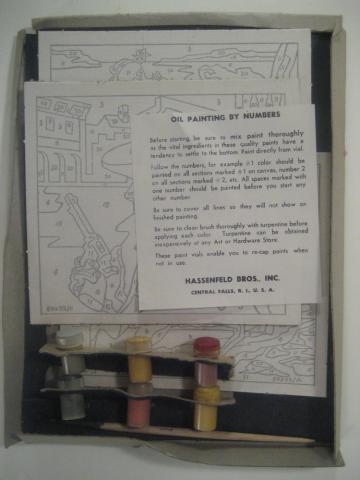 OIL PAINTING BY NUMBERS
Before starting, be sure to mix paint thoroughly
as the vital ingredients in these quality paints have a
tendency to settle to the bottom. Paint directly from vial.
Follow the numbers, for example #1 color should be
painted on all sections marked #1 on canvas, number 2
on all sections marked #2, etc. All spaces marked with
one number should be painted before you start any
other number.
Be sure to cover all lines so they will not show on
finished painting.
Be sure to clean brush thoroughly with turpentine before
applying each color. Turpentine can be obtained
inexpensively at any Art or Hardware Store.
These paint vials enable you to re-cap paints when
not in use.
HASSENFELD BROS., INC.
CENTRAL FALLS, R. I., U. S. A.